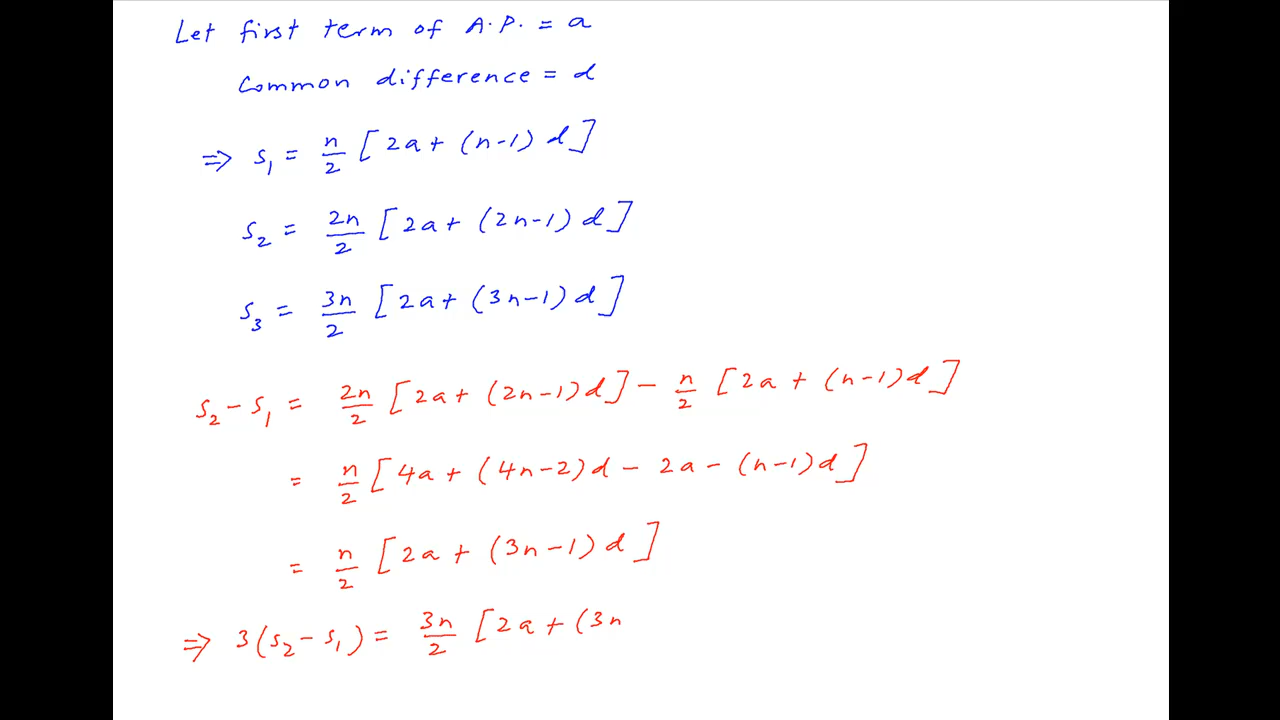 Let first term of A.P. = a
Common difference = d
⇒ S₁ = n/2 [2a + (n-1) d]
S₂ = 2n/2 [2a + (2n-1) d]
S₃ = 3n/2 [2a + (3n-1) d]
S₂ - S₁ = 2n/2 [2a + (2n-1) d] - n/2 [2a + (n-1) d]
= n/2 [4a + (4n-2) d - 2a - (n-1) d]
= n/2 [2a + (3n-1) d]
⇒ 3(S₂ - S₁) = 3n/2 [2a + (3n